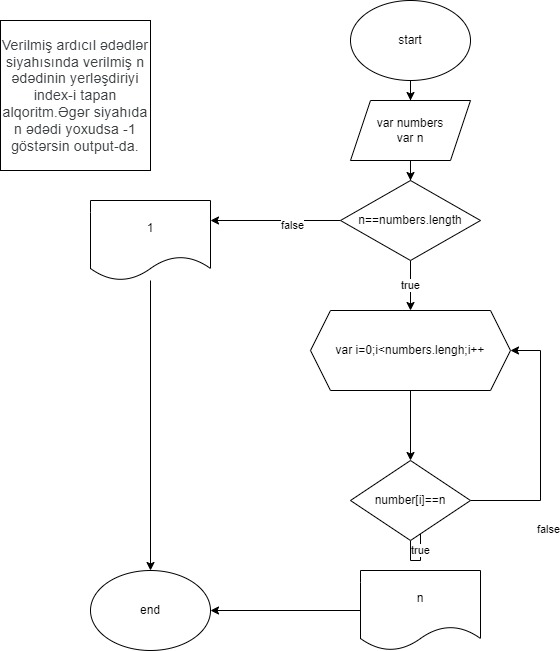 Verilmiş ardıcıl ədədlər
siyahısında verilmiş n
ədədinin yerləşdiriyi
index-i tapan
alqoritm.Əgər siyahıda
n ədədi yoxudsa -1
göstərsin output-da.
start
var numbers
var n
n==numbers.length
false
1
true
var i=0;i<numbers.lengh;i++
number[i]==n
false
true
n
end